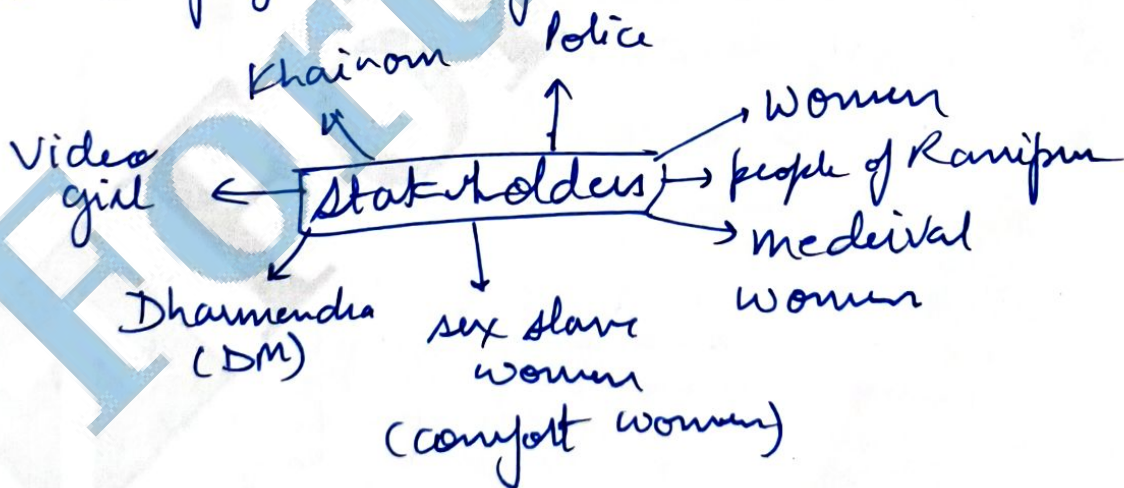 Police
Khainom
Women
Video girl
Stakeholders
people of Ranipur
medeival women
Dharmendra (DM)
sex slave women
(comfort women)